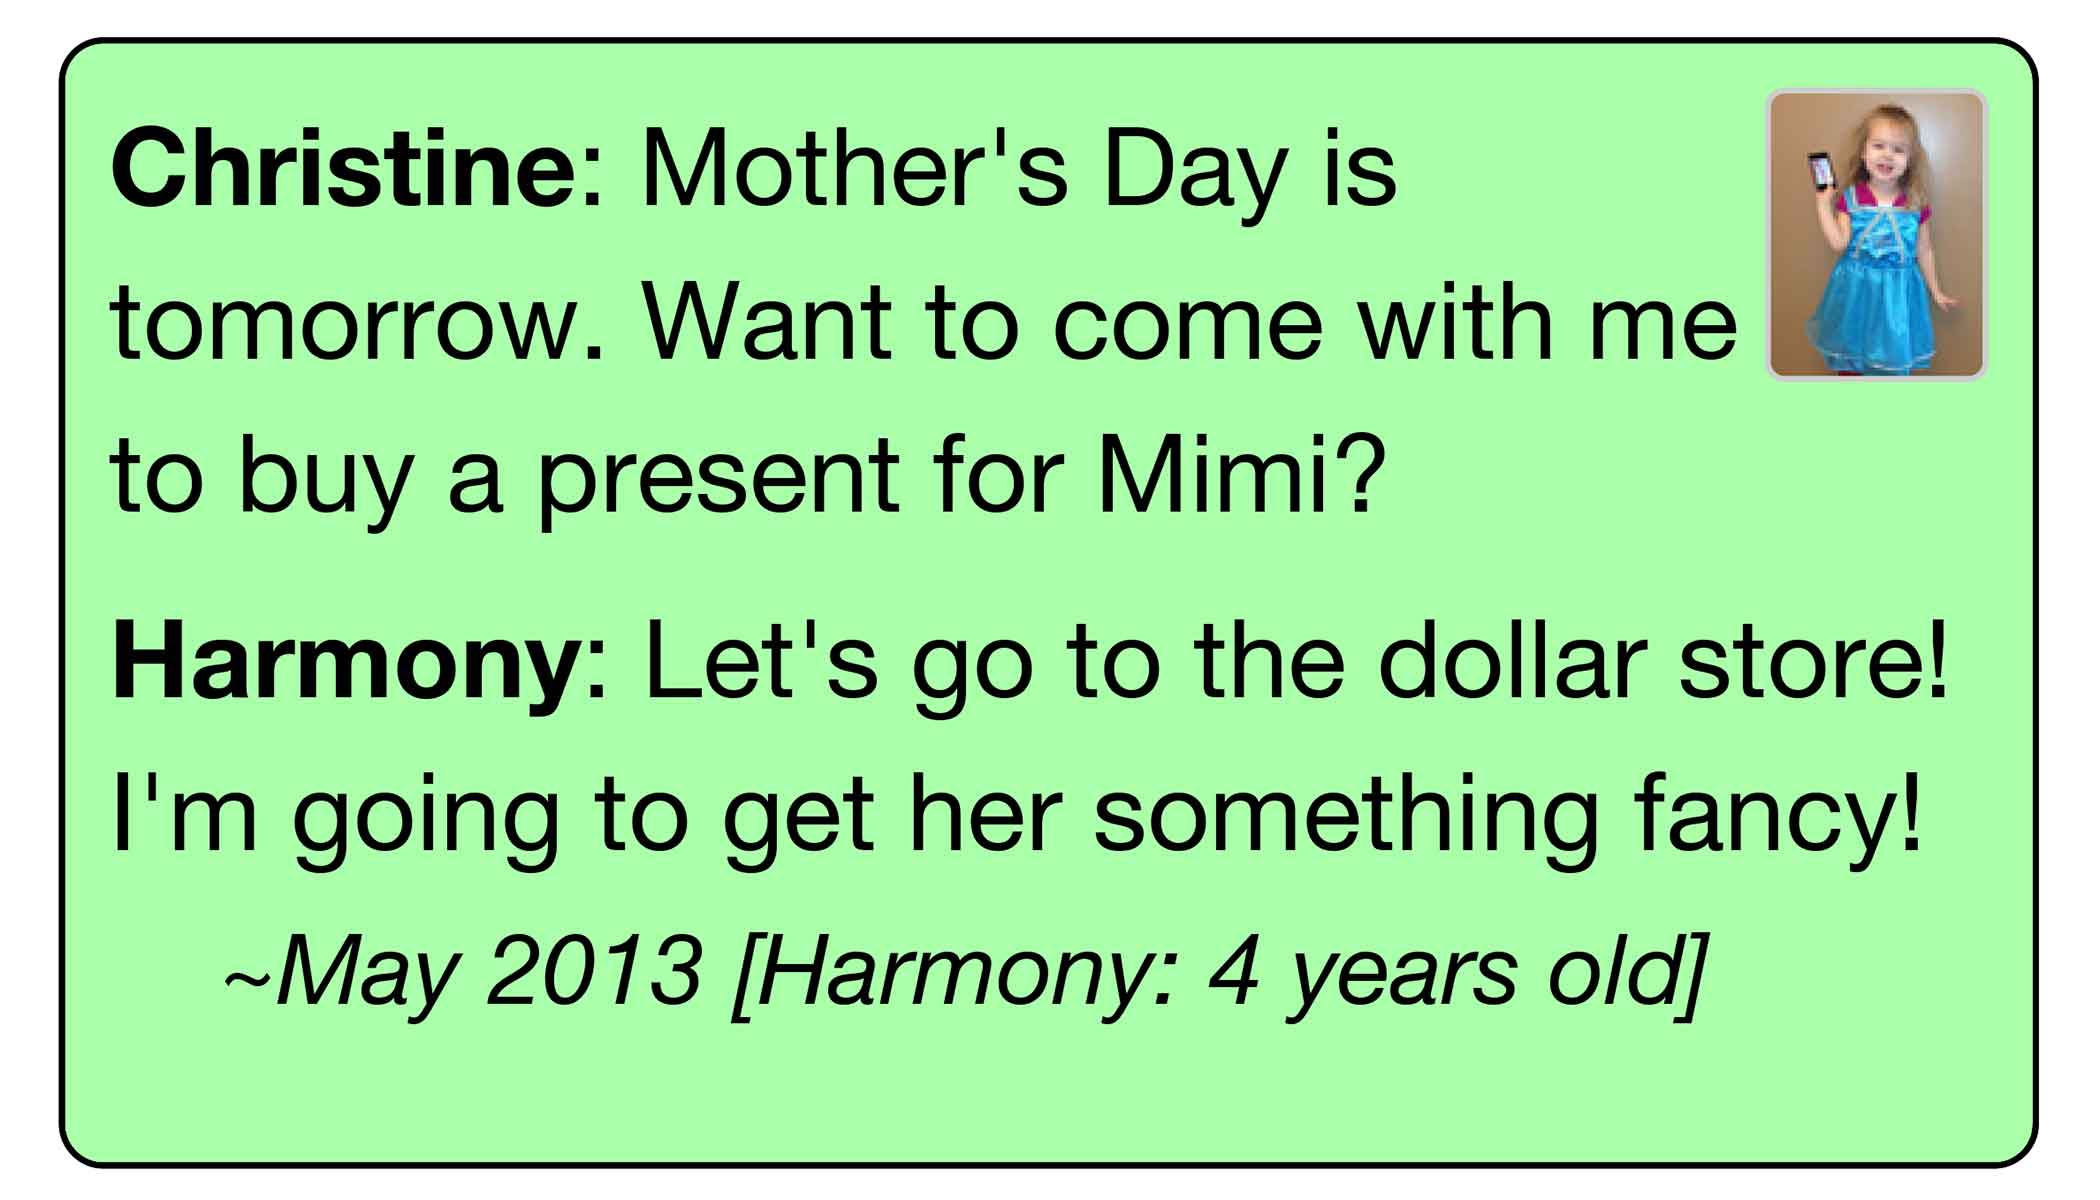 Christine: Mother's Day is
tomorrow. Want to come with me
to buy a present for Mimi?
Harmony: Let's go to the dollar store!
I'm going to get her something fancy!
~May 2013 [Harmony: 4 years old]